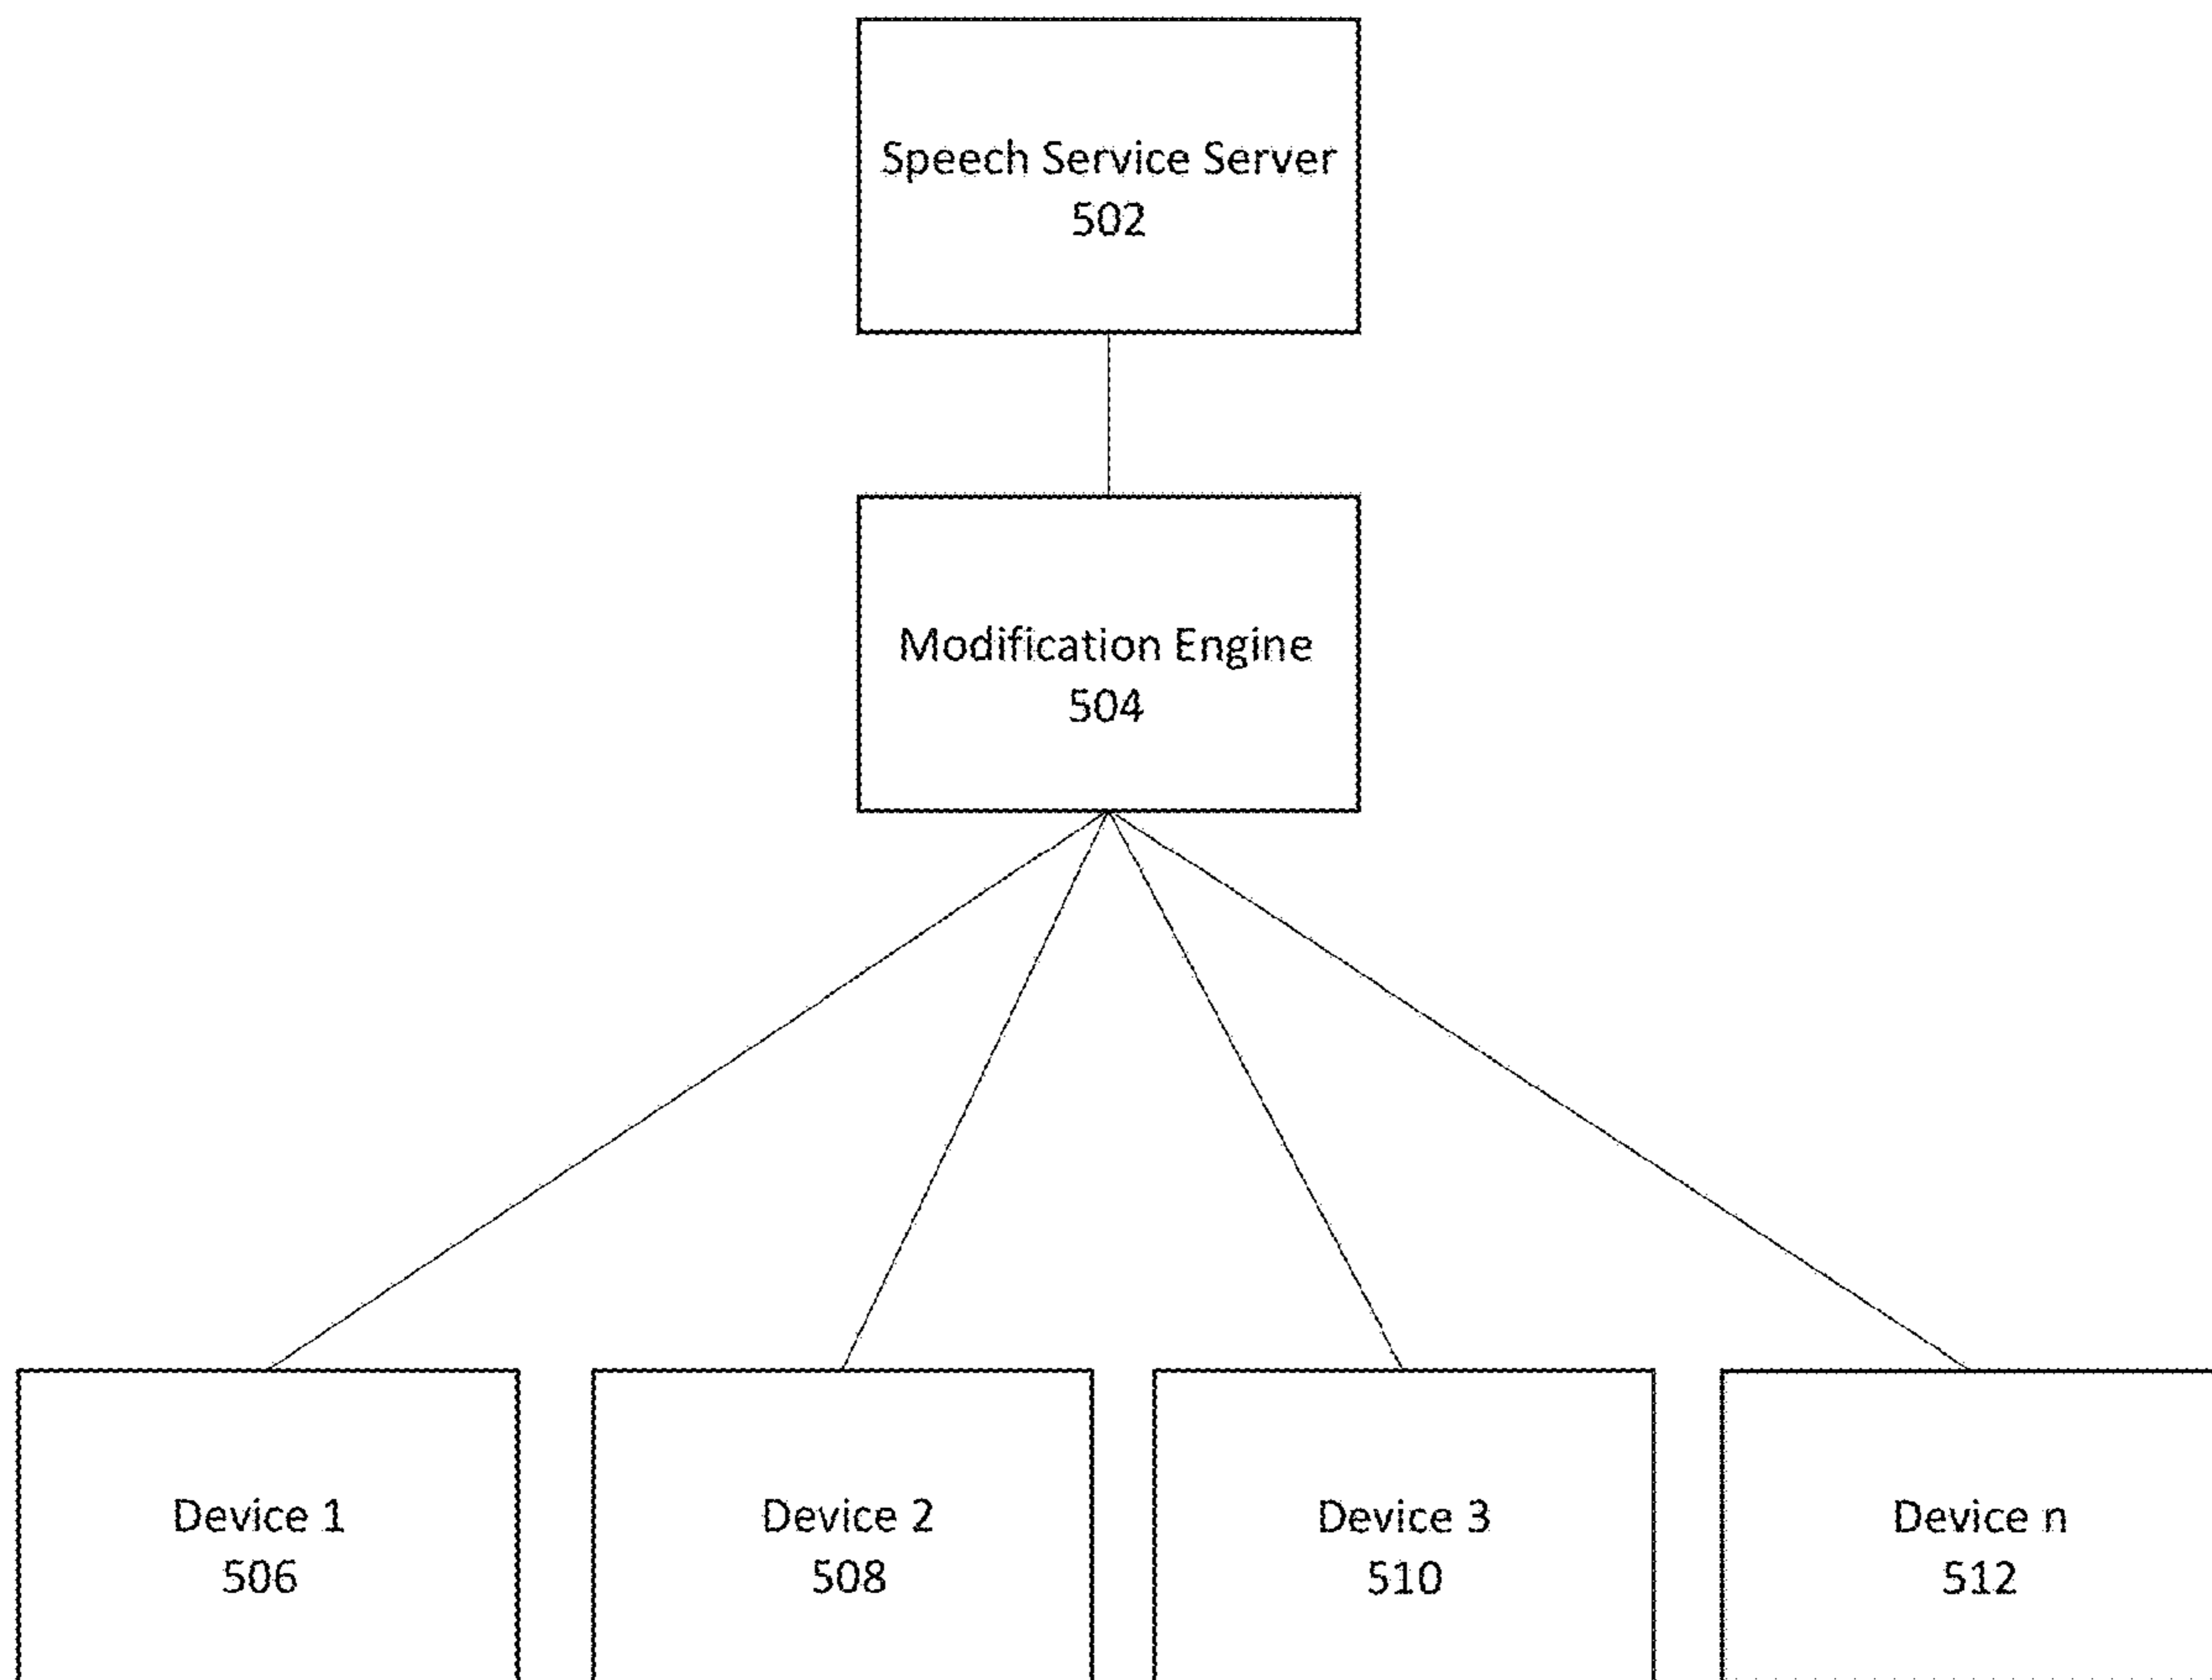 Speech Service Server
502
Modification Engine
504
Device 1
506
Device 2
508
Device 3
510
Device n
512